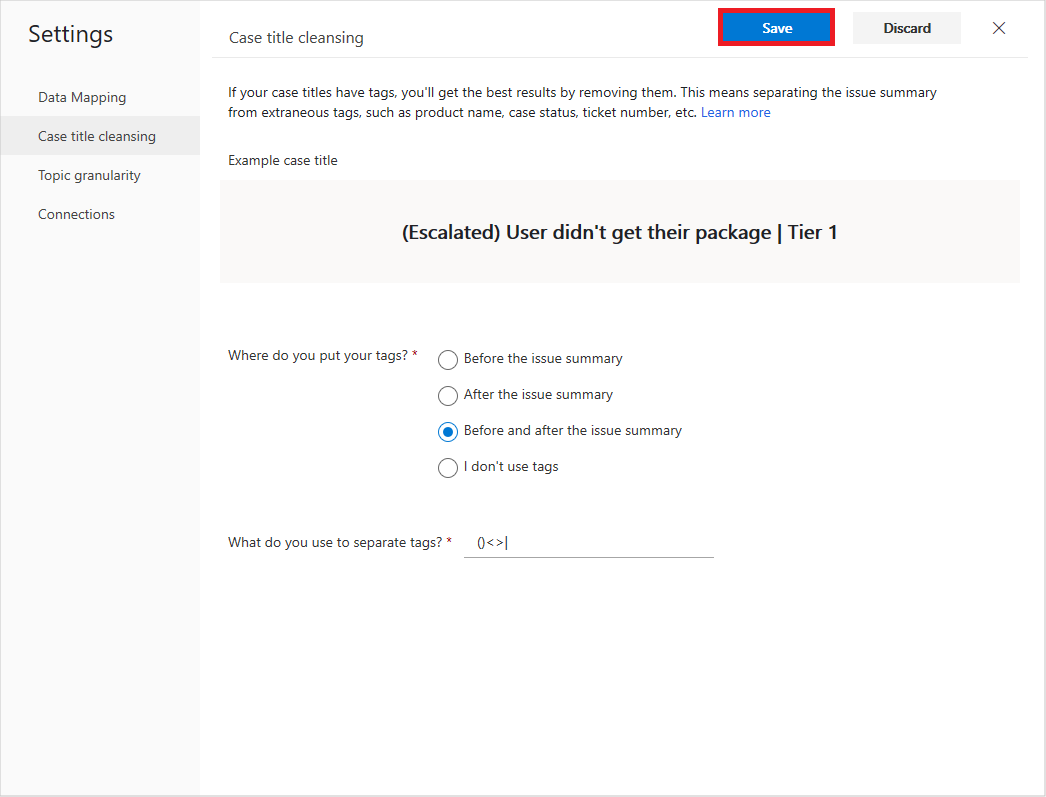 Settings
Case title cleansing
Save
Discard
Data Mapping
Case title cleansing
Topic granularity
Connections
If your case titles have tags, you'll get the best results by removing them. This means separating the issue summary
from extraneous tags, such as product name, case status, ticket number, etc. Learn more
Example case title
(Escalated) User didn't get their package | Tier 1
Where do you put your tags? *
Before the issue summary
After the issue summary
Before and after the issue summary
I don't use tags
What do you use to separate tags? * ()<>|